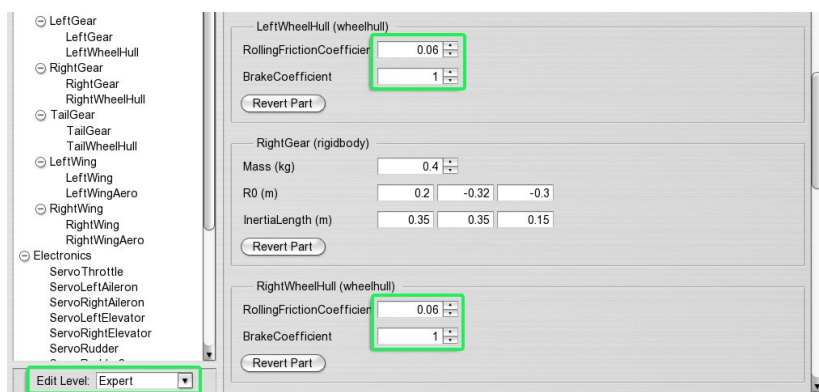 LeftGear
LeftGear
LeftWheelHull
RightGear
RightGear
RightWheelHull
TailGear
TailGear
TailWheelHull
LeftWing
LeftWing
LeftWingAero
RightWing
RightWing
RightWingAero
Electronics
ServoThrottle
ServoLeftAileron
ServoRightAileron
ServoLeftElevator
ServoRightElevator
ServoRudder
Edit Level: Expert
LeftWheelHull (wheelhull)
RollingFrictionCoefficien 0.06
BrakeCoefficient 1
Revert Part
RightGear (rigidbody)
Mass (kg) 0.4
R0 (m) 0.2 -0.32 -0.3
InertiaLength (m) 0.35 0.35 0.15
Revert Part
RightWheelHull (wheelhull)
RollingFrictionCoefficien 0.06
BrakeCoefficient 1
Revert Part